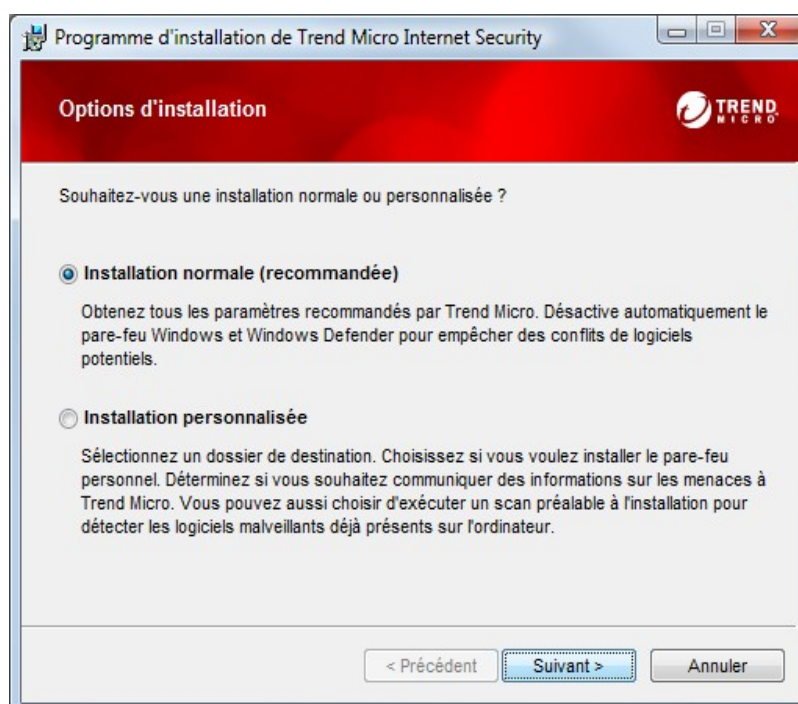 Programme d'installation de Trend Micro Internet Security
Options d'installation
TREND
MICRO
Souhaitez-vous une installation normale ou personnalisée ?
Installation normale (recommandée)
Obtenez tous les paramètres recommandés par Trend Micro. Désactive automatiquement le
pare-feu Windows et Windows Defender pour empêcher des conflits de logiciels
potentiels.
Installation personnalisée
Sélectionnez un dossier de destination. Choisissez si vous voulez installer le pare-feu
personnel. Déterminez si vous souhaitez communiquer des informations sur les menaces à
Trend Micro. Vous pouvez aussi choisir d'exécuter un scan préalable à l'installation pour
détecter les logiciels malveillants déjà présents sur l'ordinateur.
< Précédent Suivant > Annuler